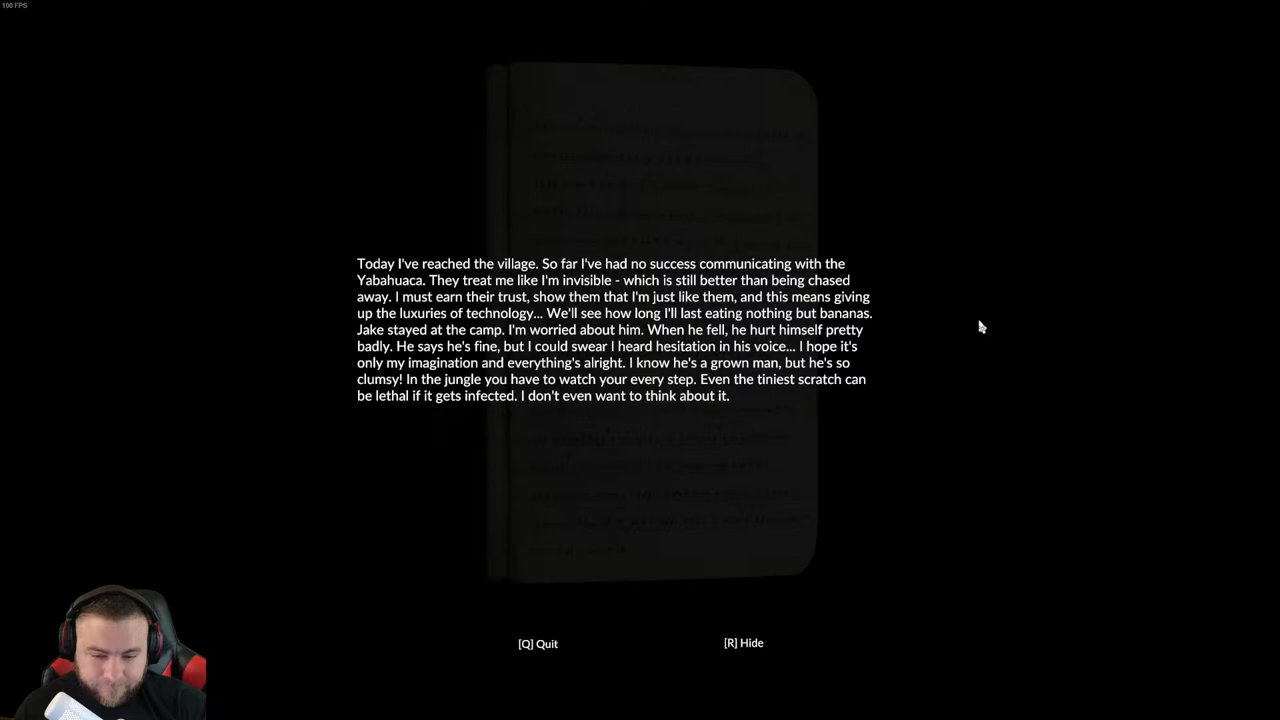 100 FPS
Today I've reached the village. So far I've had no success communicating with the
Yabahuaca. They treat me like I'm invisible - which is still better than being chased
away. I must earn their trust, show them that I'm just like them, and this means giving
up the luxuries of technology... We'll see how long I'll last eating nothing but bananas.
Jake stayed at the camp. I'm worried about him. When he fell, he hurt himself pretty
badly. He says he's fine, but I could swear I heard hesitation in his voice... I hope it's
only my imagination and everything's alright. I know he's a grown man, but he's so
clumsy! In the jungle you have to watch your every step. Even the tiniest scratch can
be lethal if it gets infected. I don't even want to think about it.
[Q] Quit
[R] Hide